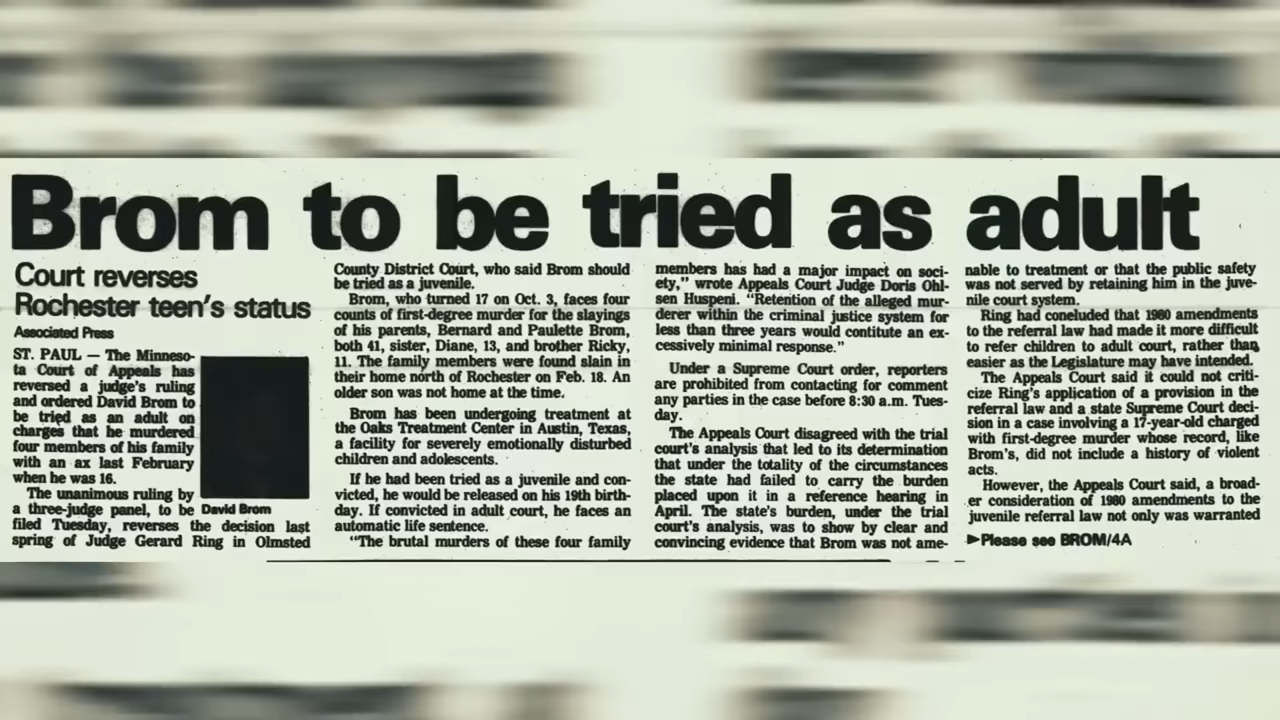 Brom to be tried as adult
Court reverses
Rochester teen's status
Associated Press
ST. PAUL — The Minneso-
ta Court of Appeals has
reversed a judge's ruling
and ordered David Brom to
be tried as an adult on
charges that he murdered
four members of his family
with an ax last February
when he was 16.
The unanimous ruling by
a three-judge panel, to be
David Brom
filed Tuesday, reverses the decision last
spring of Judge Gerard Ring in Olmsted
County District Court, who said Brom should
be tried as a juvenile.
Brom, who turned 17 on Oct. 3, faces four
counts of first-degree murder for the slayings
of his parents, Bernard and Paulette Brom,
both 41, sister, Diane, 13, and brother Ricky,
11. The family members were found slain in
their home north of Rochester on Feb. 18. An
older son was not home at the time.
Brom has been undergoing treatment at
the Oaks Treatment Center in Austin, Texas,
a facility for severely emotionally disturbed
children and adolescents.
If he had been tried as a juvenile and con-
victed, he would be released on his 19th birth-
day. If convicted in adult court, he faces an
automatic life sentence.
"The brutal murders of these four family
members has had a major impact on soci-
ety," wrote Appeals Court Judge Doris Ohl-
sen Huspeni. "Retention of the alleged mur-
derer within the criminal justice system for
less than three years would contitute an ex-
cessively minimal response."
Under a Supreme Court order, reporters
are prohibited from contacting for comment
any parties in the case before 8:30 a.m. Tues-
day.
The Appeals Court disagreed with the trial
court's analysis that led to its determination
that under the totality of the circumstances
the state had failed to carry the burden
placed upon it in a reference hearing in
April. The state's burden, under the trial
court's analysis, was to show by clear and
convincing evidence that Brom was not ame-
nable to treatment or that the public safety
was not served by retaining him in the juve-
nile court system.
Ring had concluded that 1980 amendments
to the referral law had made it more difficult
to refer children to adult court, rather than
easier as the Legislature may have intended.
The Appeals Court said it could not criti-
cize Ring's application of a provision in the
referral law and a state Supreme Court deci-
sion in a case involving a 17-year-old charged
with first-degree murder whose record, like
Brom's, did not include a history of violent
acts.
However, the Appeals Court said, a broad-
er consideration of 1980 amendments to the
juvenile referral law not only was warranted
▶Please see BROM/4A